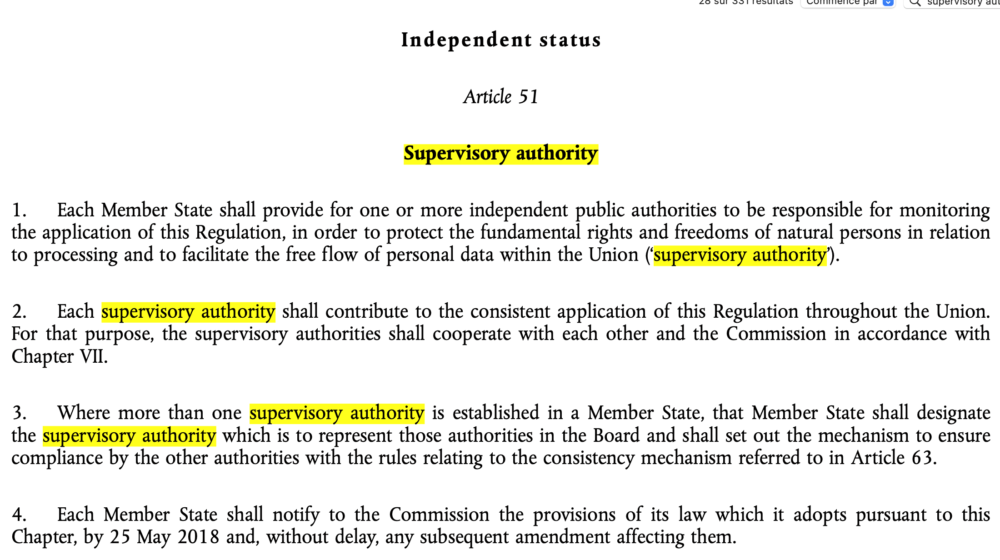 28 sur 331 résultats Commence par supervisory
Independent status
Article 51
Supervisory authority
1. Each Member State shall provide for one or more independent public authorities to be responsible for monitoring
the application of this Regulation, in order to protect the fundamental rights and freedoms of natural persons in relation
to processing and to facilitate the free flow of personal data within the Union (‘supervisory authority’).
2. Each supervisory authority shall contribute to the consistent application of this Regulation throughout the Union.
For that purpose, the supervisory authorities shall cooperate with each other and the Commission in accordance with
Chapter VII.
3. Where more than one supervisory authority is established in a Member State, that Member State shall designate
the supervisory authority which is to represent those authorities in the Board and shall set out the mechanism to ensure
compliance by the other authorities with the rules relating to the consistency mechanism referred to in Article 63.
4. Each Member State shall notify to the Commission the provisions of its law which it adopts pursuant to this
Chapter, by 25 May 2018 and, without delay, any subsequent amendment affecting them.